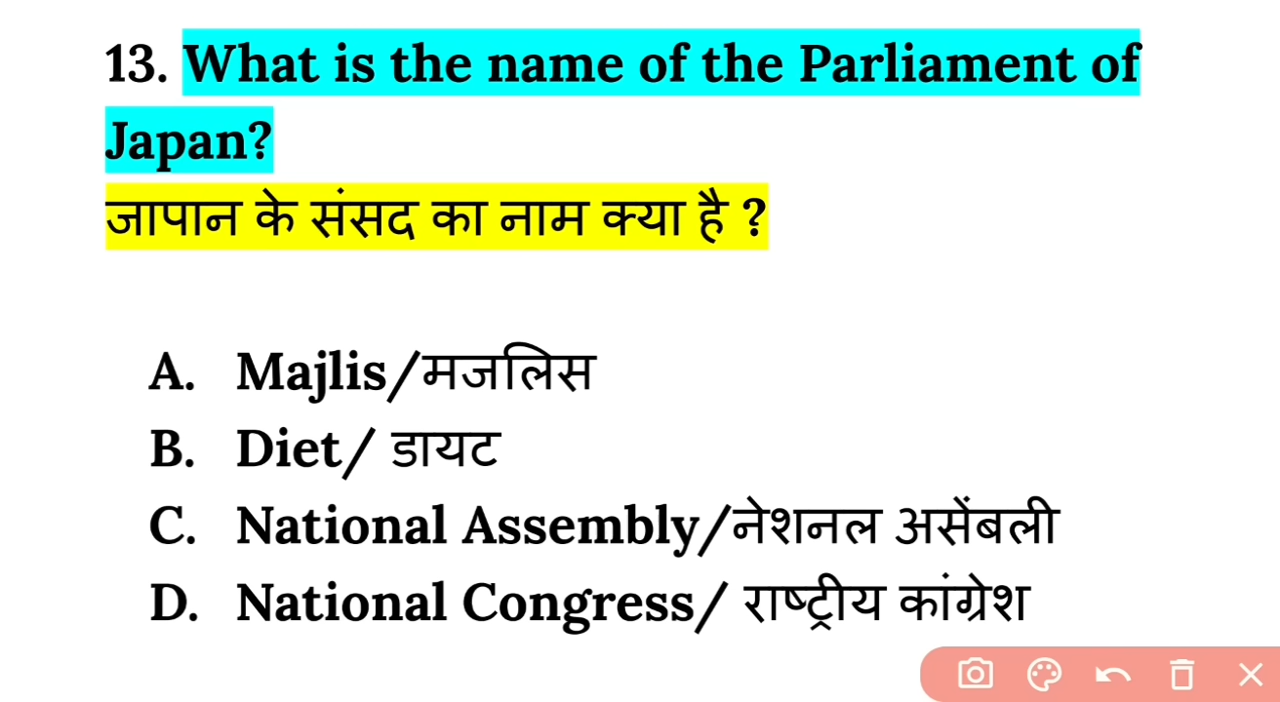 13. What is the name of the Parliament of
Japan?
जापान के संसद का नाम क्या है ?
A. Majlis/मजलिस
B. Diet/ डायट
C. National Assembly/नेशनल असेंबली
D. National Congress/ राष्ट्रीय कांग्रेश